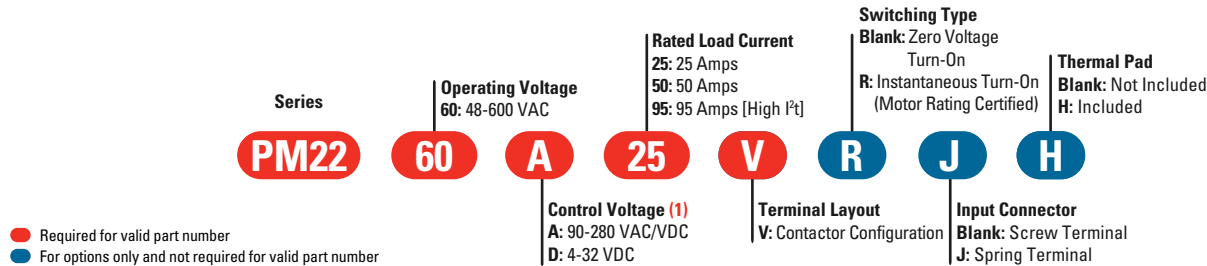 Series
Operating Voltage
60: 48-600 VAC
Rated Load Current
25: 25 Amps
50: 50 Amps
95: 95 Amps [High I²t]
Switching Type
Blank: Zero Voltage
Turn-On
R: Instantaneous Turn-On
(Motor Rating Certified)
Thermal Pad
Blank: Not Included
H: Included
PM22 60 A 25 V R J H
Control Voltage (1)
A: 90-280 VAC/VDC
D: 4-32 VDC
Terminal Layout
V: Contactor Configuration
Input Connector
Blank: Screw Terminal
J: Spring Terminal
Required for valid part number
For options only and not required for valid part number